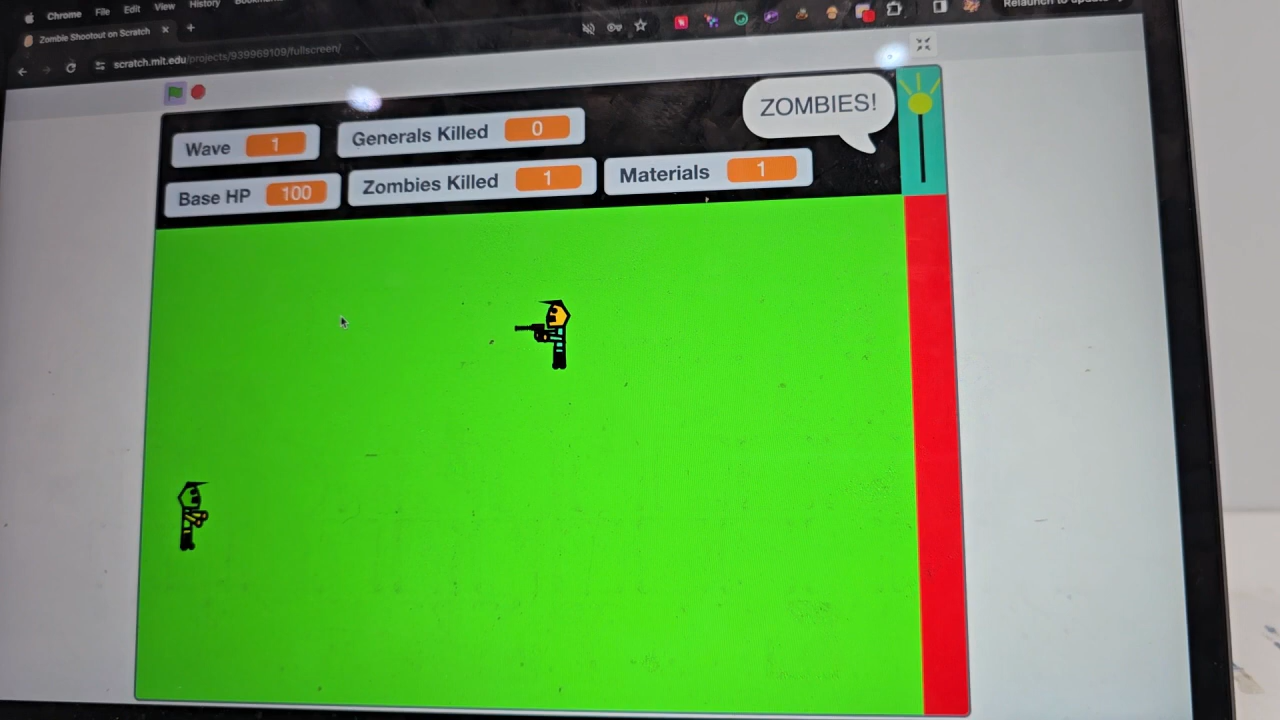 Chrome File Edit View History
Zombie Shootout on Scratch
scratch.mit.edu/projects/939969109/fullscreen/
ZOMBIES!
Wave 1
Generals Killed 0
Base HP 100
Zombies Killed 1
Materials 1